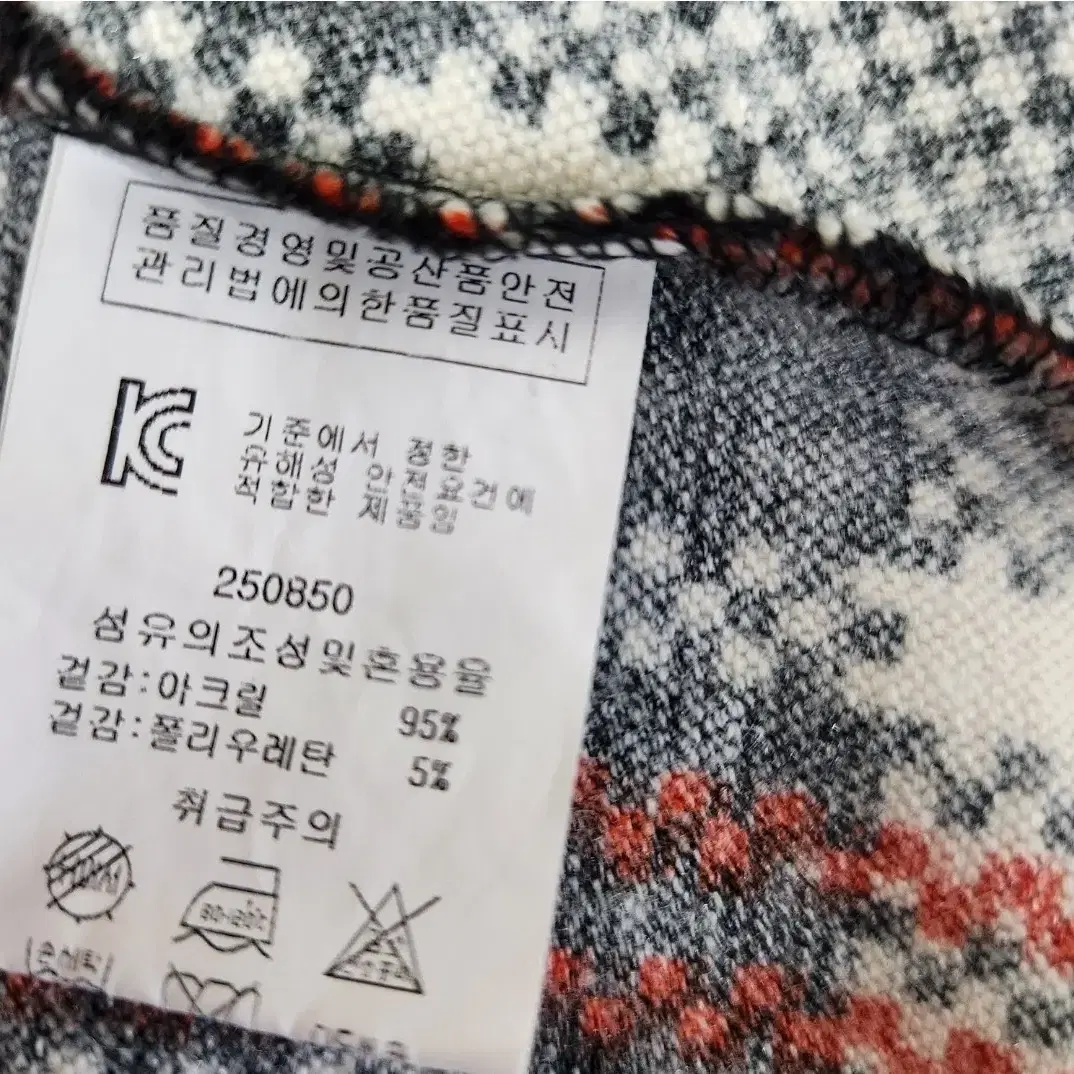 품질경영및공산품안전
관리법에의한품질표시
기준에서 정한
유해성 안전요건에
적합한 제품임
250850
섬유의조성및혼용율
겉감:아크릴 95%
겉감:폴리우레탄 5%
취급주의
손세탁